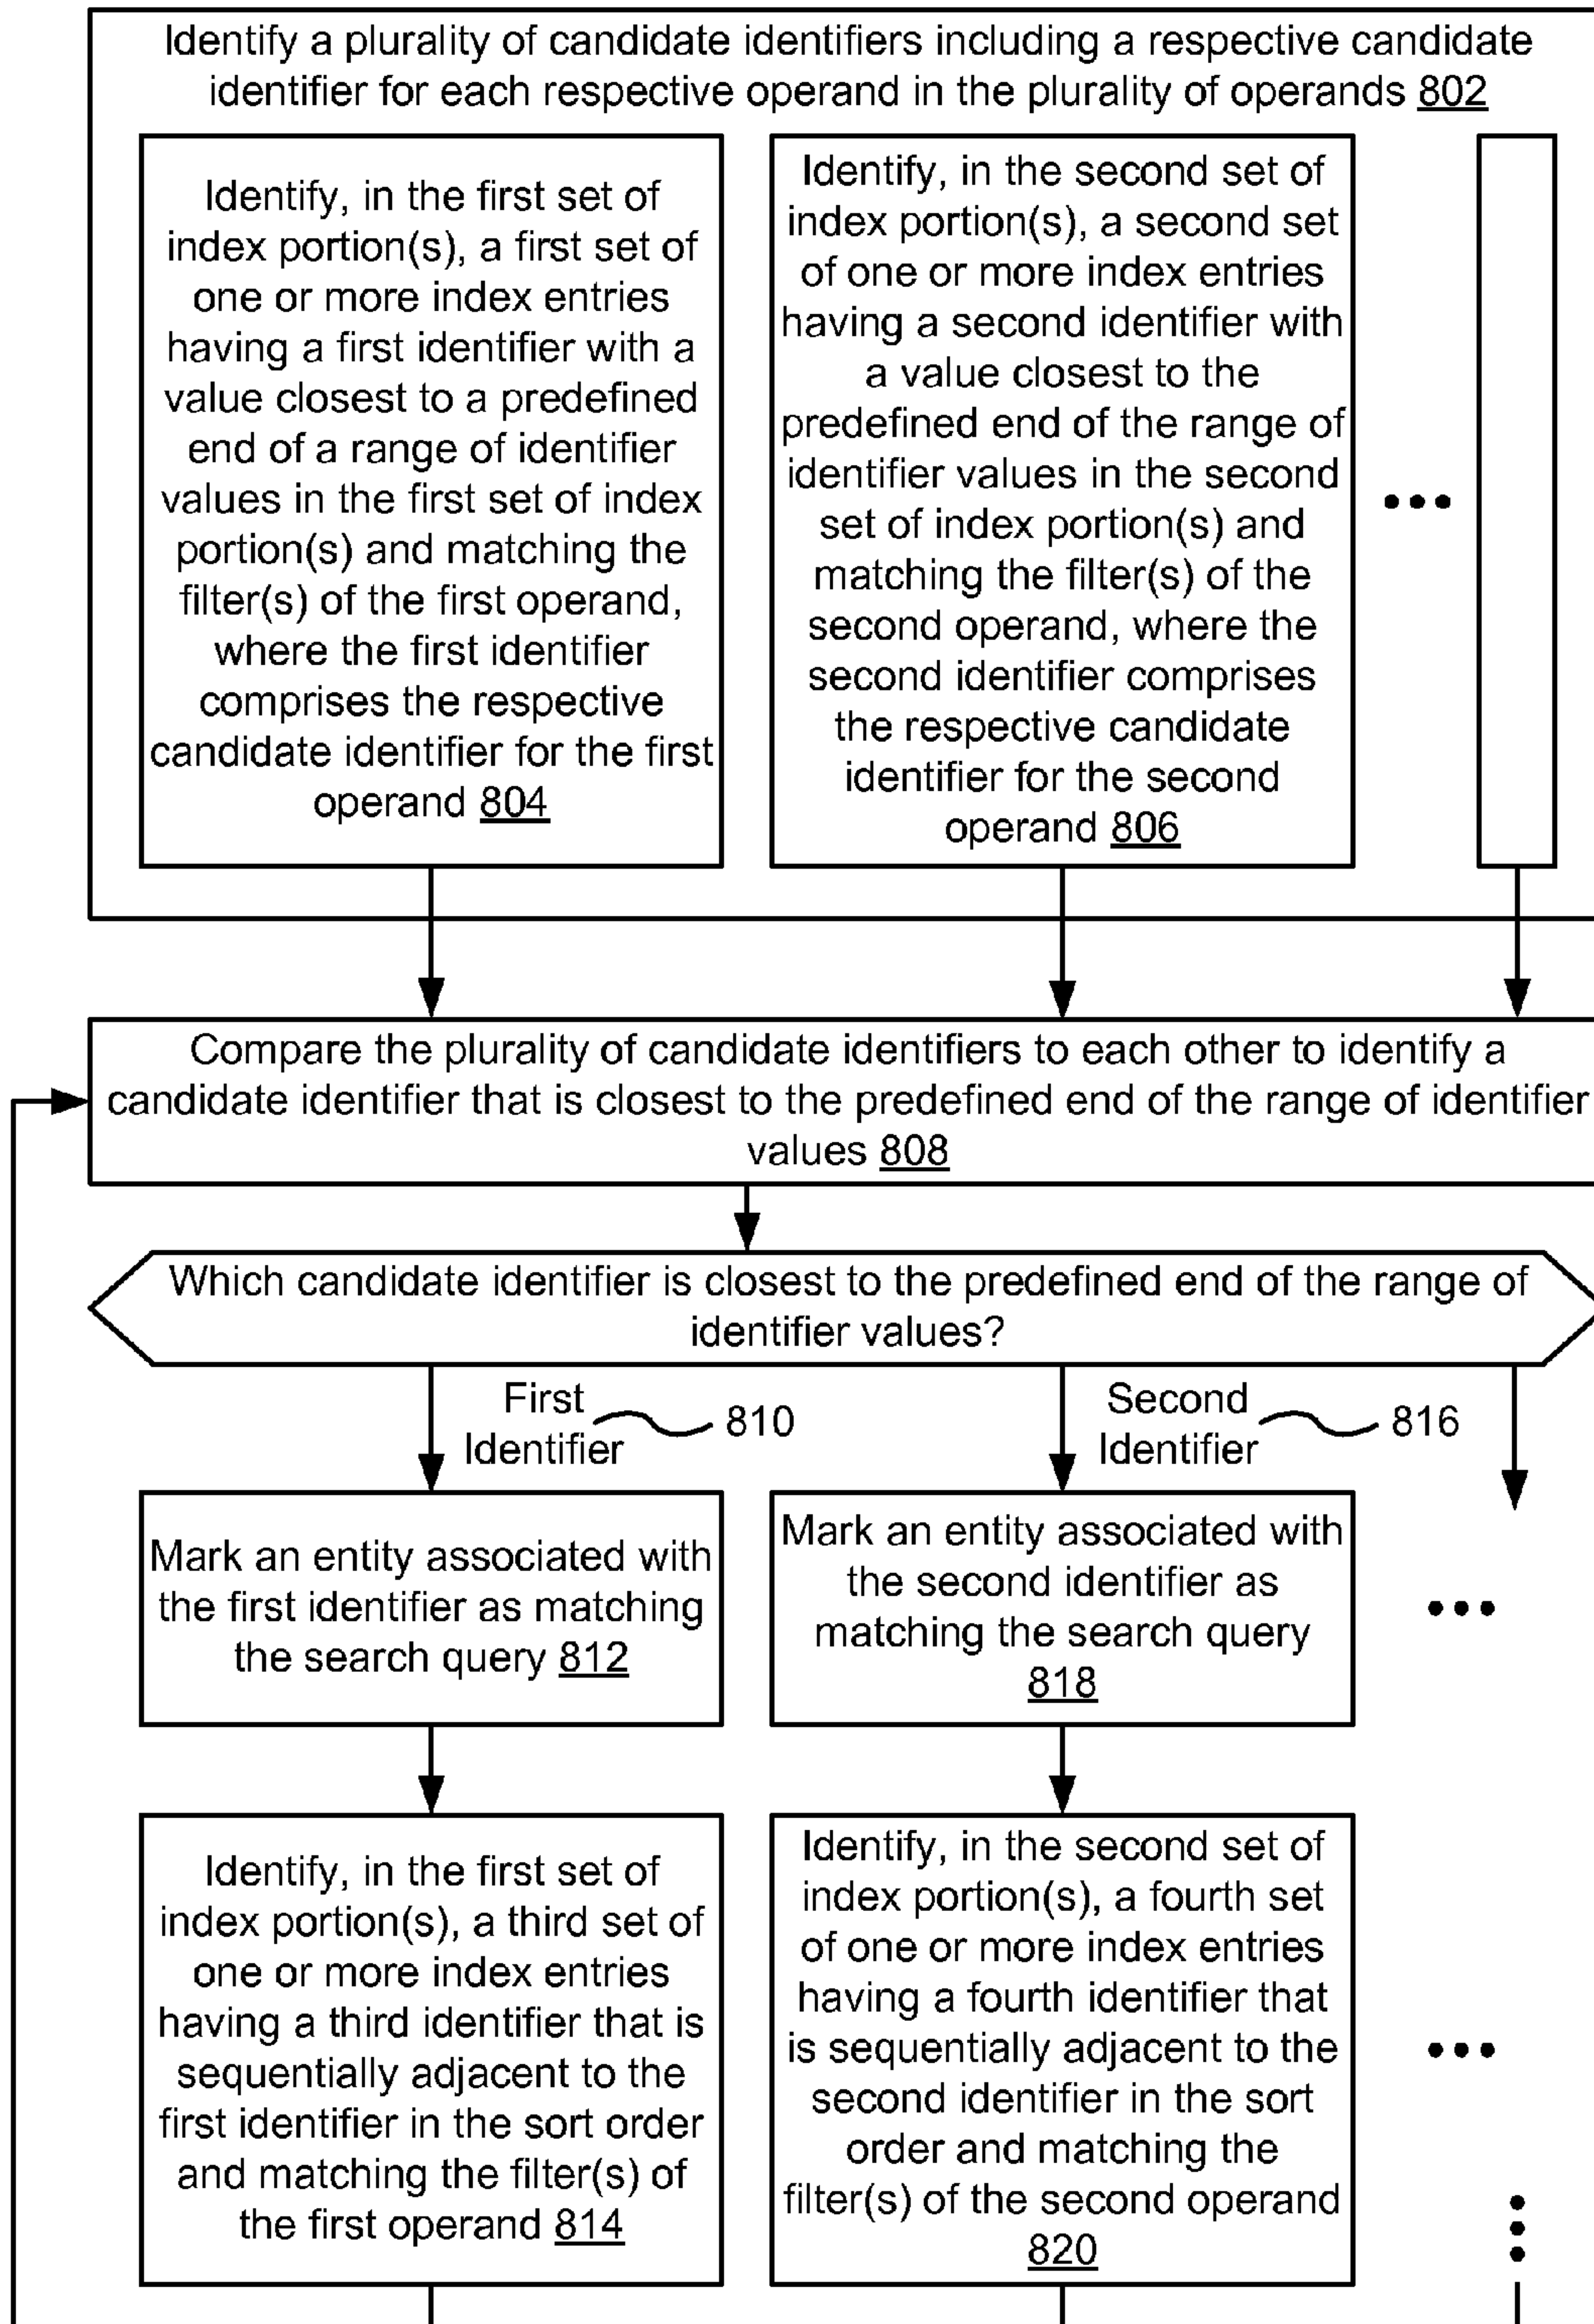 Identify a plurality of candidate identifiers including a respective candidate
identifier for each respective operand in the plurality of operands 802
Identify, in the first set of
index portion(s), a first set of
one or more index entries
having a first identifier with a
value closest to a predefined
end of a range of identifier
values in the first set of index
portion(s) and matching the
filter(s) of the first operand,
where the first identifier
comprises the respective
candidate identifier for the first
operand 804
Identify, in the second set of
index portion(s), a second set
of one or more index entries
having a second identifier with
a value closest to the
predefined end of the range of
identifier values in the second
set of index portion(s) and
matching the filter(s) of the
second operand, where the
second identifier comprises
the respective candidate
identifier for the second
operand 806
Compare the plurality of candidate identifiers to each other to identify a
candidate identifier that is closest to the predefined end of the range of identifier
values 808
Which candidate identifier is closest to the predefined end of the range of
identifier values?
First
Identifier
810
Second
Identifier
816
Mark an entity associated with
the first identifier as matching
the search query 812
Mark an entity associated with
the second identifier as
matching the search query
818
Identify, in the first set of
index portion(s), a third set of
one or more index entries
having a third identifier that is
sequentially adjacent to the
first identifier in the sort order
and matching the filter(s) of
the first operand 814
Identify, in the second set of
index portion(s), a fourth set
of one or more index entries
having a fourth identifier that
is sequentially adjacent to the
second identifier in the sort
order and matching the
filter(s) of the second operand
820